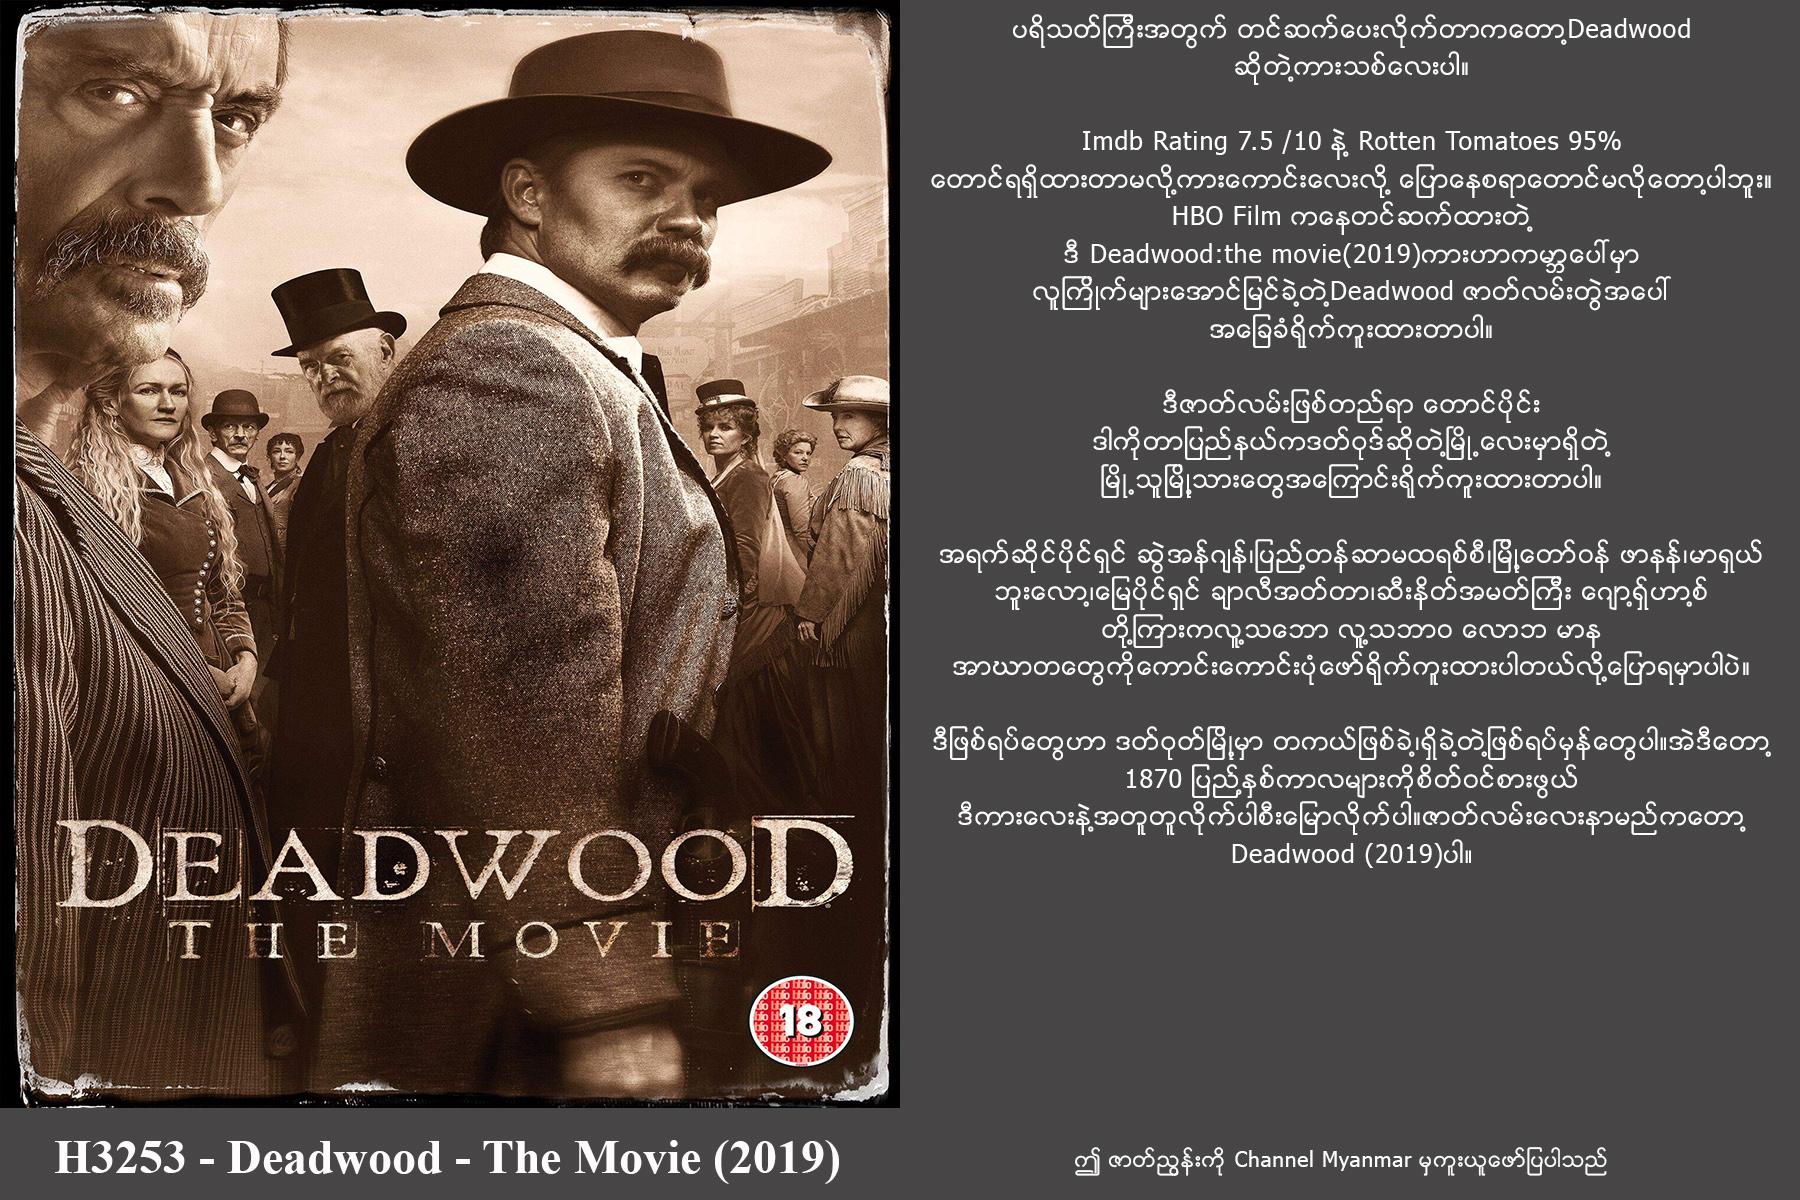 DEADWOOD
THE MOVIE
18
H3253 - Deadwood - The Movie (2019)
ပရိသတ်ကြီးအတွက် တင်ဆက်ပေးလိုက်တာကတော့Deadwood
ဆိုတဲ့ကားသစ်လေးပါ။
Imdb Rating 7.5 /10 နဲ့ Rotten Tomatoes 95%
တောင်ရရှိထားတာမလို့ကားကောင်းလေးလို့ ပြောနေစရာတောင်မလိုတော့ပါဘူး။
HBO Film ကနေတင်ဆက်ထားတဲ့
ဒီ Deadwood:the movie(2019)ကားဟာကမ္ဘာပေါ်မှာ
လူကြိုက်များအောင်မြင်ခဲ့တဲ့Deadwood ဇာတ်လမ်းတွဲအပေါ်
အခြေခံရိုက်ကူးထားတာပါ။
ဒီဇာတ်လမ်းဖြစ်တည်ရာ တောင်ပိုင်း
ဒါကိုတာပြည်နယ်ကဒတ်ဝုဒ်ဆိုတဲ့မြို့လေးမှာရှိတဲ့
မြို့သူမြို့သားတွေအကြောင်းရိုက်ကူးထားတာပါ။
အရက်ဆိုင်ပိုင်ရှင် ဆွဲအန်ဂျန်၊ပြည့်တန်ဆာမထရစ်စီ၊မြို့တော်ဝန် ဖာနန်၊မာရှယ်
ဘူးလော့၊မြေပိုင်ရှင် ချာလီအတ်တာ၊ဆီးနိတ်အမတ်ကြီး ဂျော့ရှ်ဟာ့စ်
တို့ကြားကလူ့သဘော လူ့သဘာဝ လောဘ မာန
အာဃာတတွေကိုကောင်းကောင်းပုံဖော်ရိုက်ကူးထားပါတယ်လို့ပြောရမှာပါပဲ။
ဒီဖြစ်ရပ်တွေဟာ ဒတ်ဝုတ်မြို့မှာ တကယ်ဖြစ်ခဲ့၊ရှိခဲ့တဲ့ဖြစ်ရပ်မှန်တွေပါ။အဲဒီတော့
1870 ပြည့်နှစ်ကာလများကိုစိတ်ဝင်စားဖွယ်
ဒီကားလေးနဲ့အတူတူလိုက်ပါစီးမြောလိုက်ပါ။ဇာတ်လမ်းလေးနာမည်ကတော့
Deadwood (2019)ပါ။
ဤ ဇာတ်ညွှန်းကို Channel Myanmar မှကူးယူဖော်ပြပါသည်